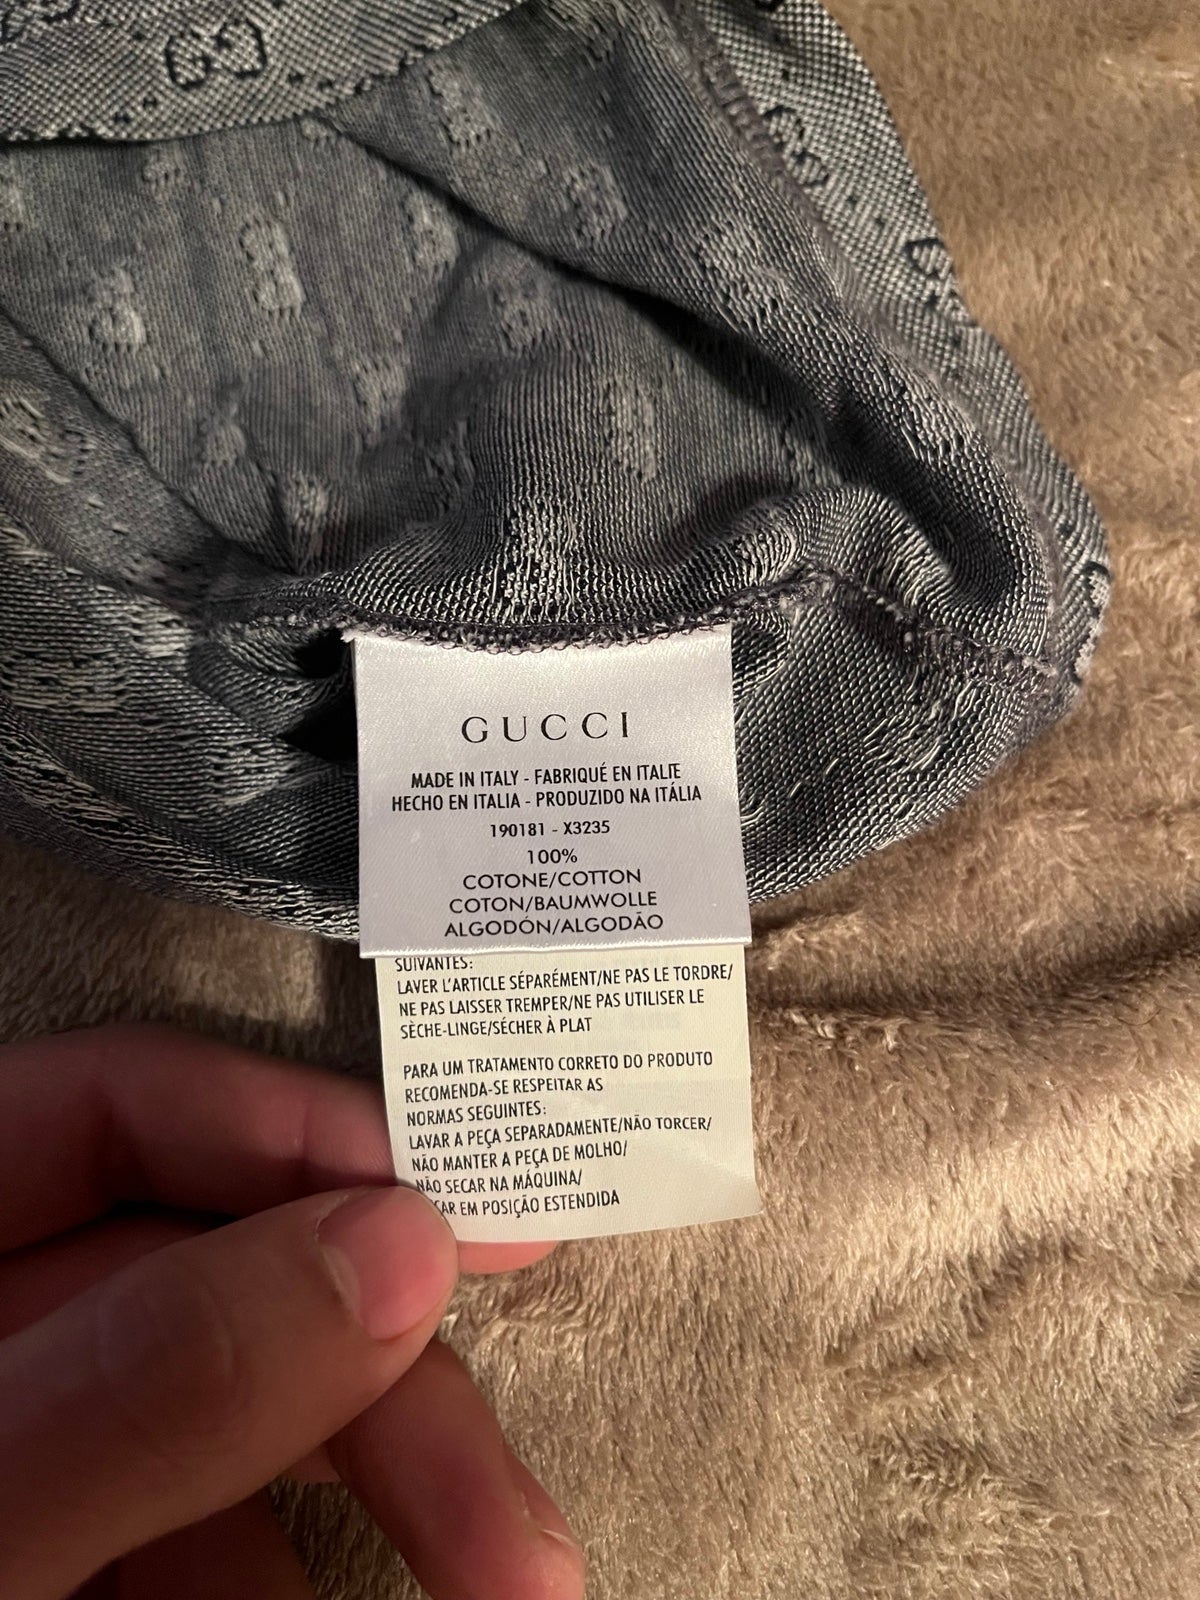 GUCCI
MADE IN ITALY - FABRIQUÉ EN ITALIE
HECHO EN ITALIA - PRODUZIDO NA ITÁLIA
190181 - X3235
100%
COTONE/COTTON
COTON/BAUMWOLLE
ALGODÓN/ALGODÃO
SUIVANTES:
LAVER L'ARTICLE SÉPARÉMENT/NE PAS LE TORDRE/
NE PAS LAISSER TREMPER/NE PAS UTILISER LE
SÈCHE-LINGE/SÉCHER À PLAT
PARA UM TRATAMENTO CORRETO DO PRODUTO
RECOMENDA-SE RESPEITAR AS
NORMAS SEGUINTES:
LAVAR A PEÇA SEPARADAMENTE/NÃO TORCER/
NÃO MANTER A PEÇA DE MOLHO/
NÃO SECAR NA MÁQUINA/
EM POSIÇÃO ESTENDIDA